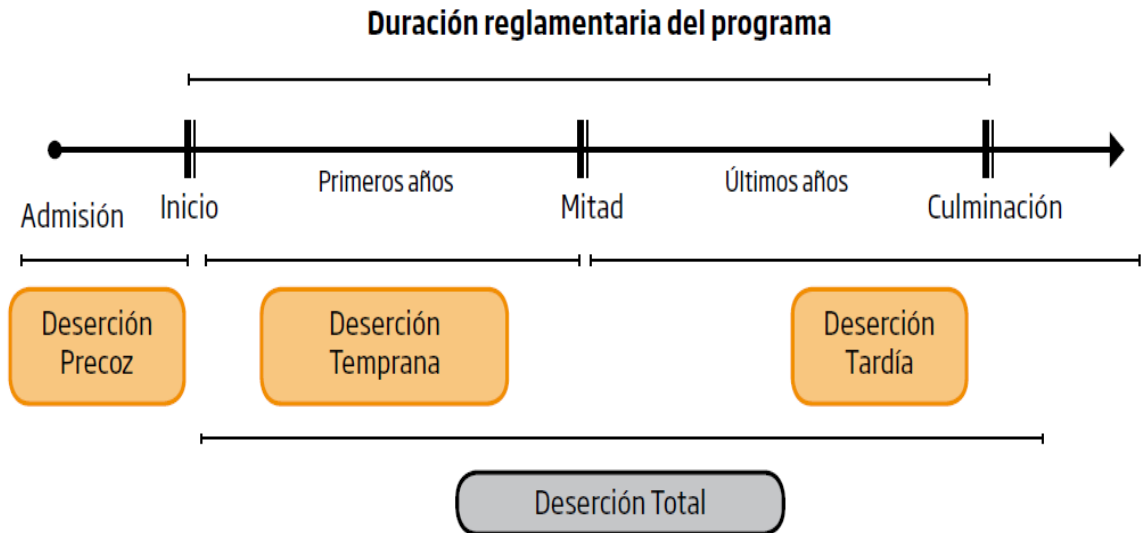 Duración reglamentaria del programa
Primeros años
Últimos años
Admisión
Inicio
Mitad
Culminación
Deserción
Precoz
Deserción
Temprana
Deserción
Tardía
Deserción Total